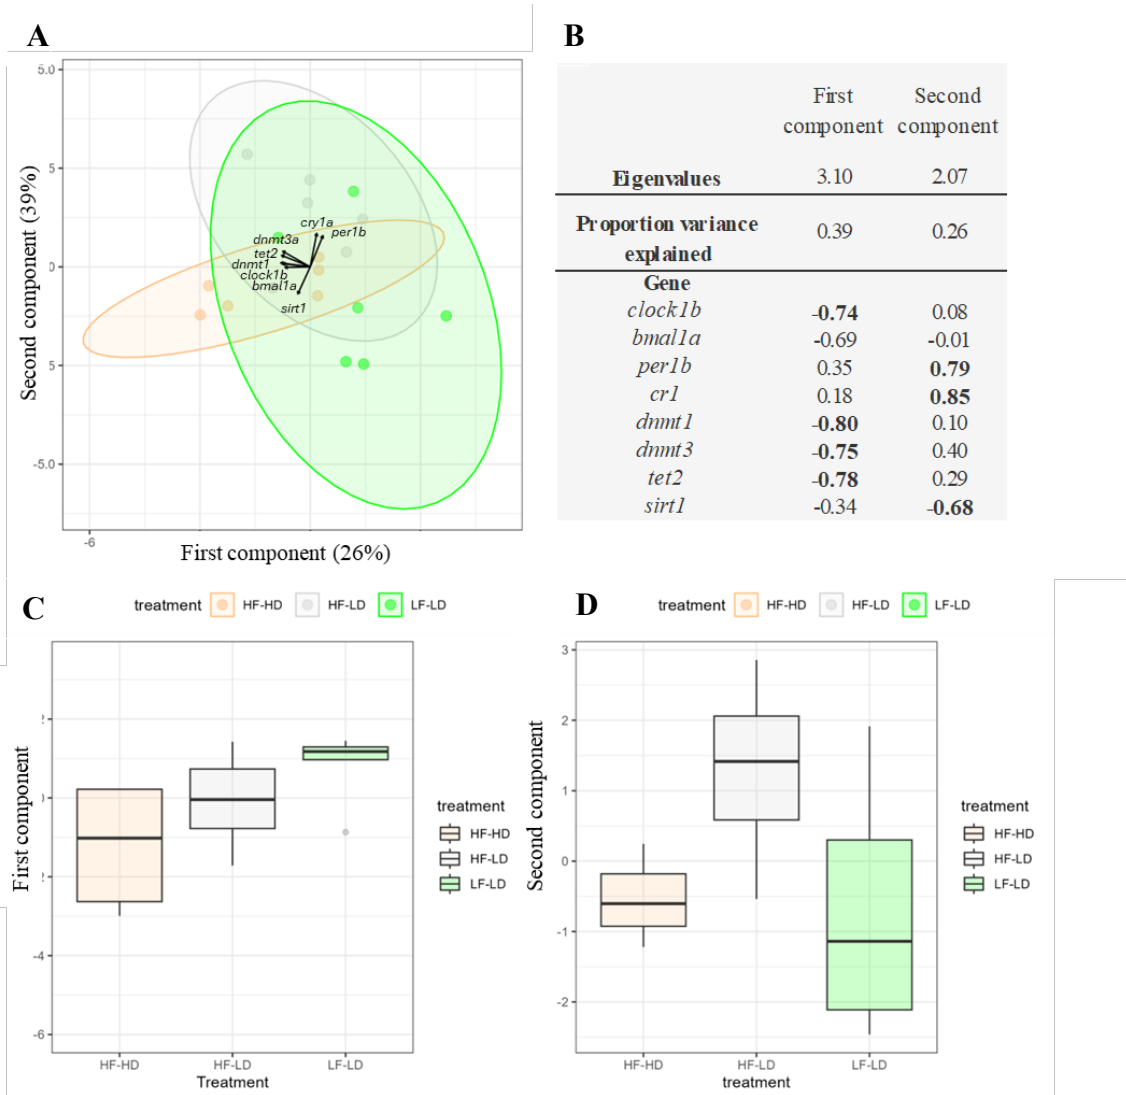 A
5.0
5
0
5
-5.0
-6
Second component (39%)
First component (26%)
cry1a
per1b
dnmt3a
tet2
dnmt1
clock1b
bmal1a
sirt1
B
First component
Second component
Eigenvalues 3.10 2.07
Proportion variance explained 0.39 0.26
Gene
clock1b -0.74 0.08
bmal1a -0.69 -0.01
per1b 0.35 0.79
cr1 0.18 0.85
dnmt1 -0.80 0.10
dnmt3 -0.75 0.40
tet2 -0.78 0.29
sirt1 -0.34 -0.68
C
treatment HF-HD HF-LD LF-LD
First component
-4
-6
HF-HD HF-LD LF-LD
Treatment
treatment
HF-HD
HF-LD
LF-LD
D
treatment HF-HD HF-LD LF-LD
Second component
3
2
1
0
-1
-2
HF-HD HF-LD LF-LD
treatment
treatment
HF-HD
HF-LD
LF-LD